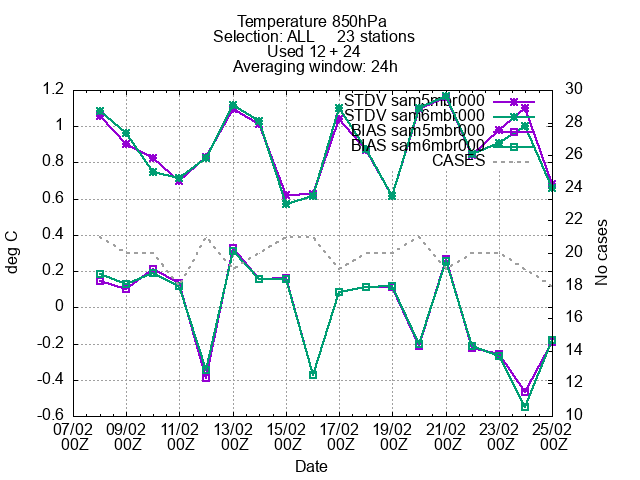 Temperature 850hPa
Selection: ALL 23 stations
Used 12 + 24
Averaging window: 24h
STDV sam5mbr000
STDV sam6mbr000
BIAS sam5mbr000
BIAS sam6mbr000
CASES
deg C
1.2
1
0.8
0.6
0.4
0.2
0
-0.2
-0.4
-0.6
No cases
30
28
26
24
22
20
18
16
14
12
10
07/02 09/02 11/02 13/02 15/02 17/02 19/02 21/02 23/02 25/02
00Z 00Z 00Z 00Z 00Z 00Z 00Z 00Z 00Z 00Z
Date